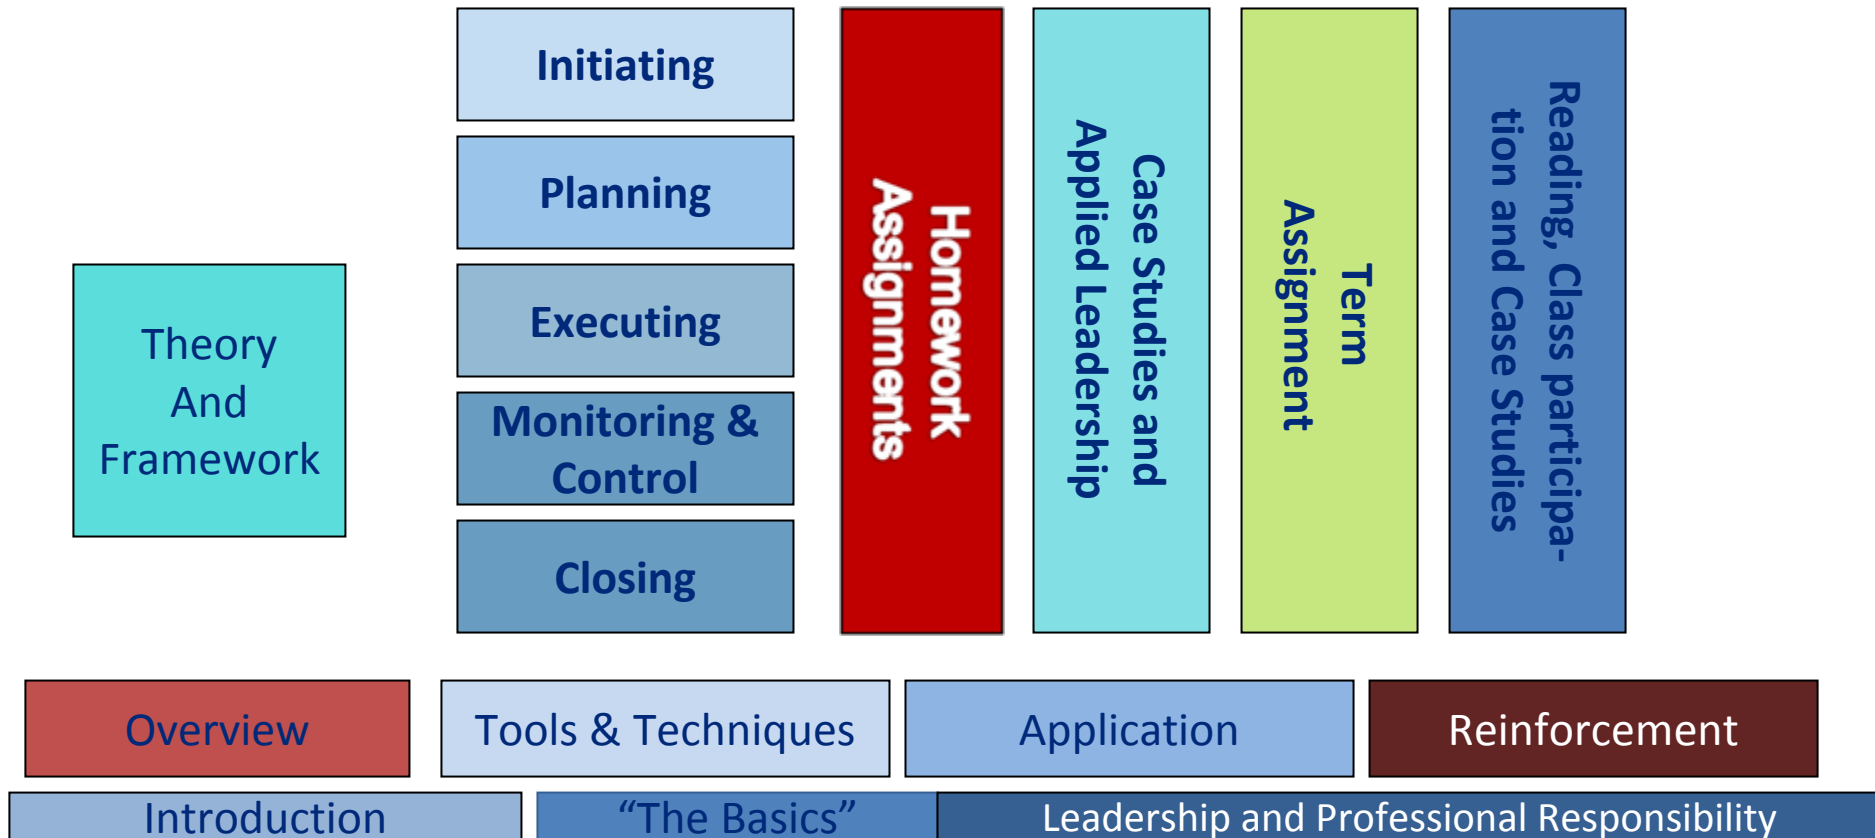 Theory
And
Framework
Initiating
Planning
Executing
Monitoring &
Control
Closing
Homework
Assignments
Case Studies and
Applied Leadership
Term
Assignment
Reading, Class participa-
tion and Case Studies
Overview
Tools & Techniques
Application
Reinforcement
Introduction
“The Basics”
Leadership and Professional Responsibility